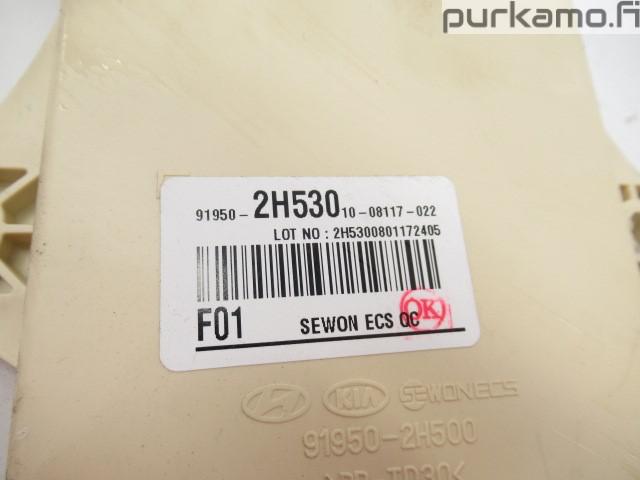 purkamo.fi
91950-2H530 10-08117-022
LOT NO : 2H5300801172405
F01 SEWON ECS QC OK
KIA SEWONECS
91950-2H500